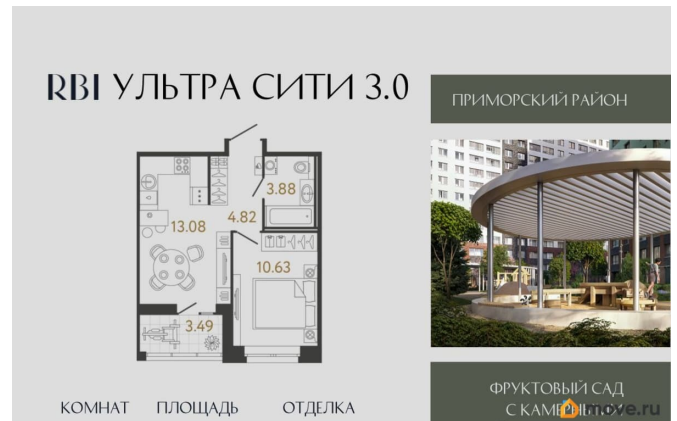 RBI УЛЬТРА СИТИ 3.0
ПРИМОРСКИЙ РАЙОН
3.88
4.82
13.08
10.63
3.49
КОМНАТ ПЛОЩАДЬ ОТДЕЛКА
ФРУКТОВЫЙ САД
С
move.ru